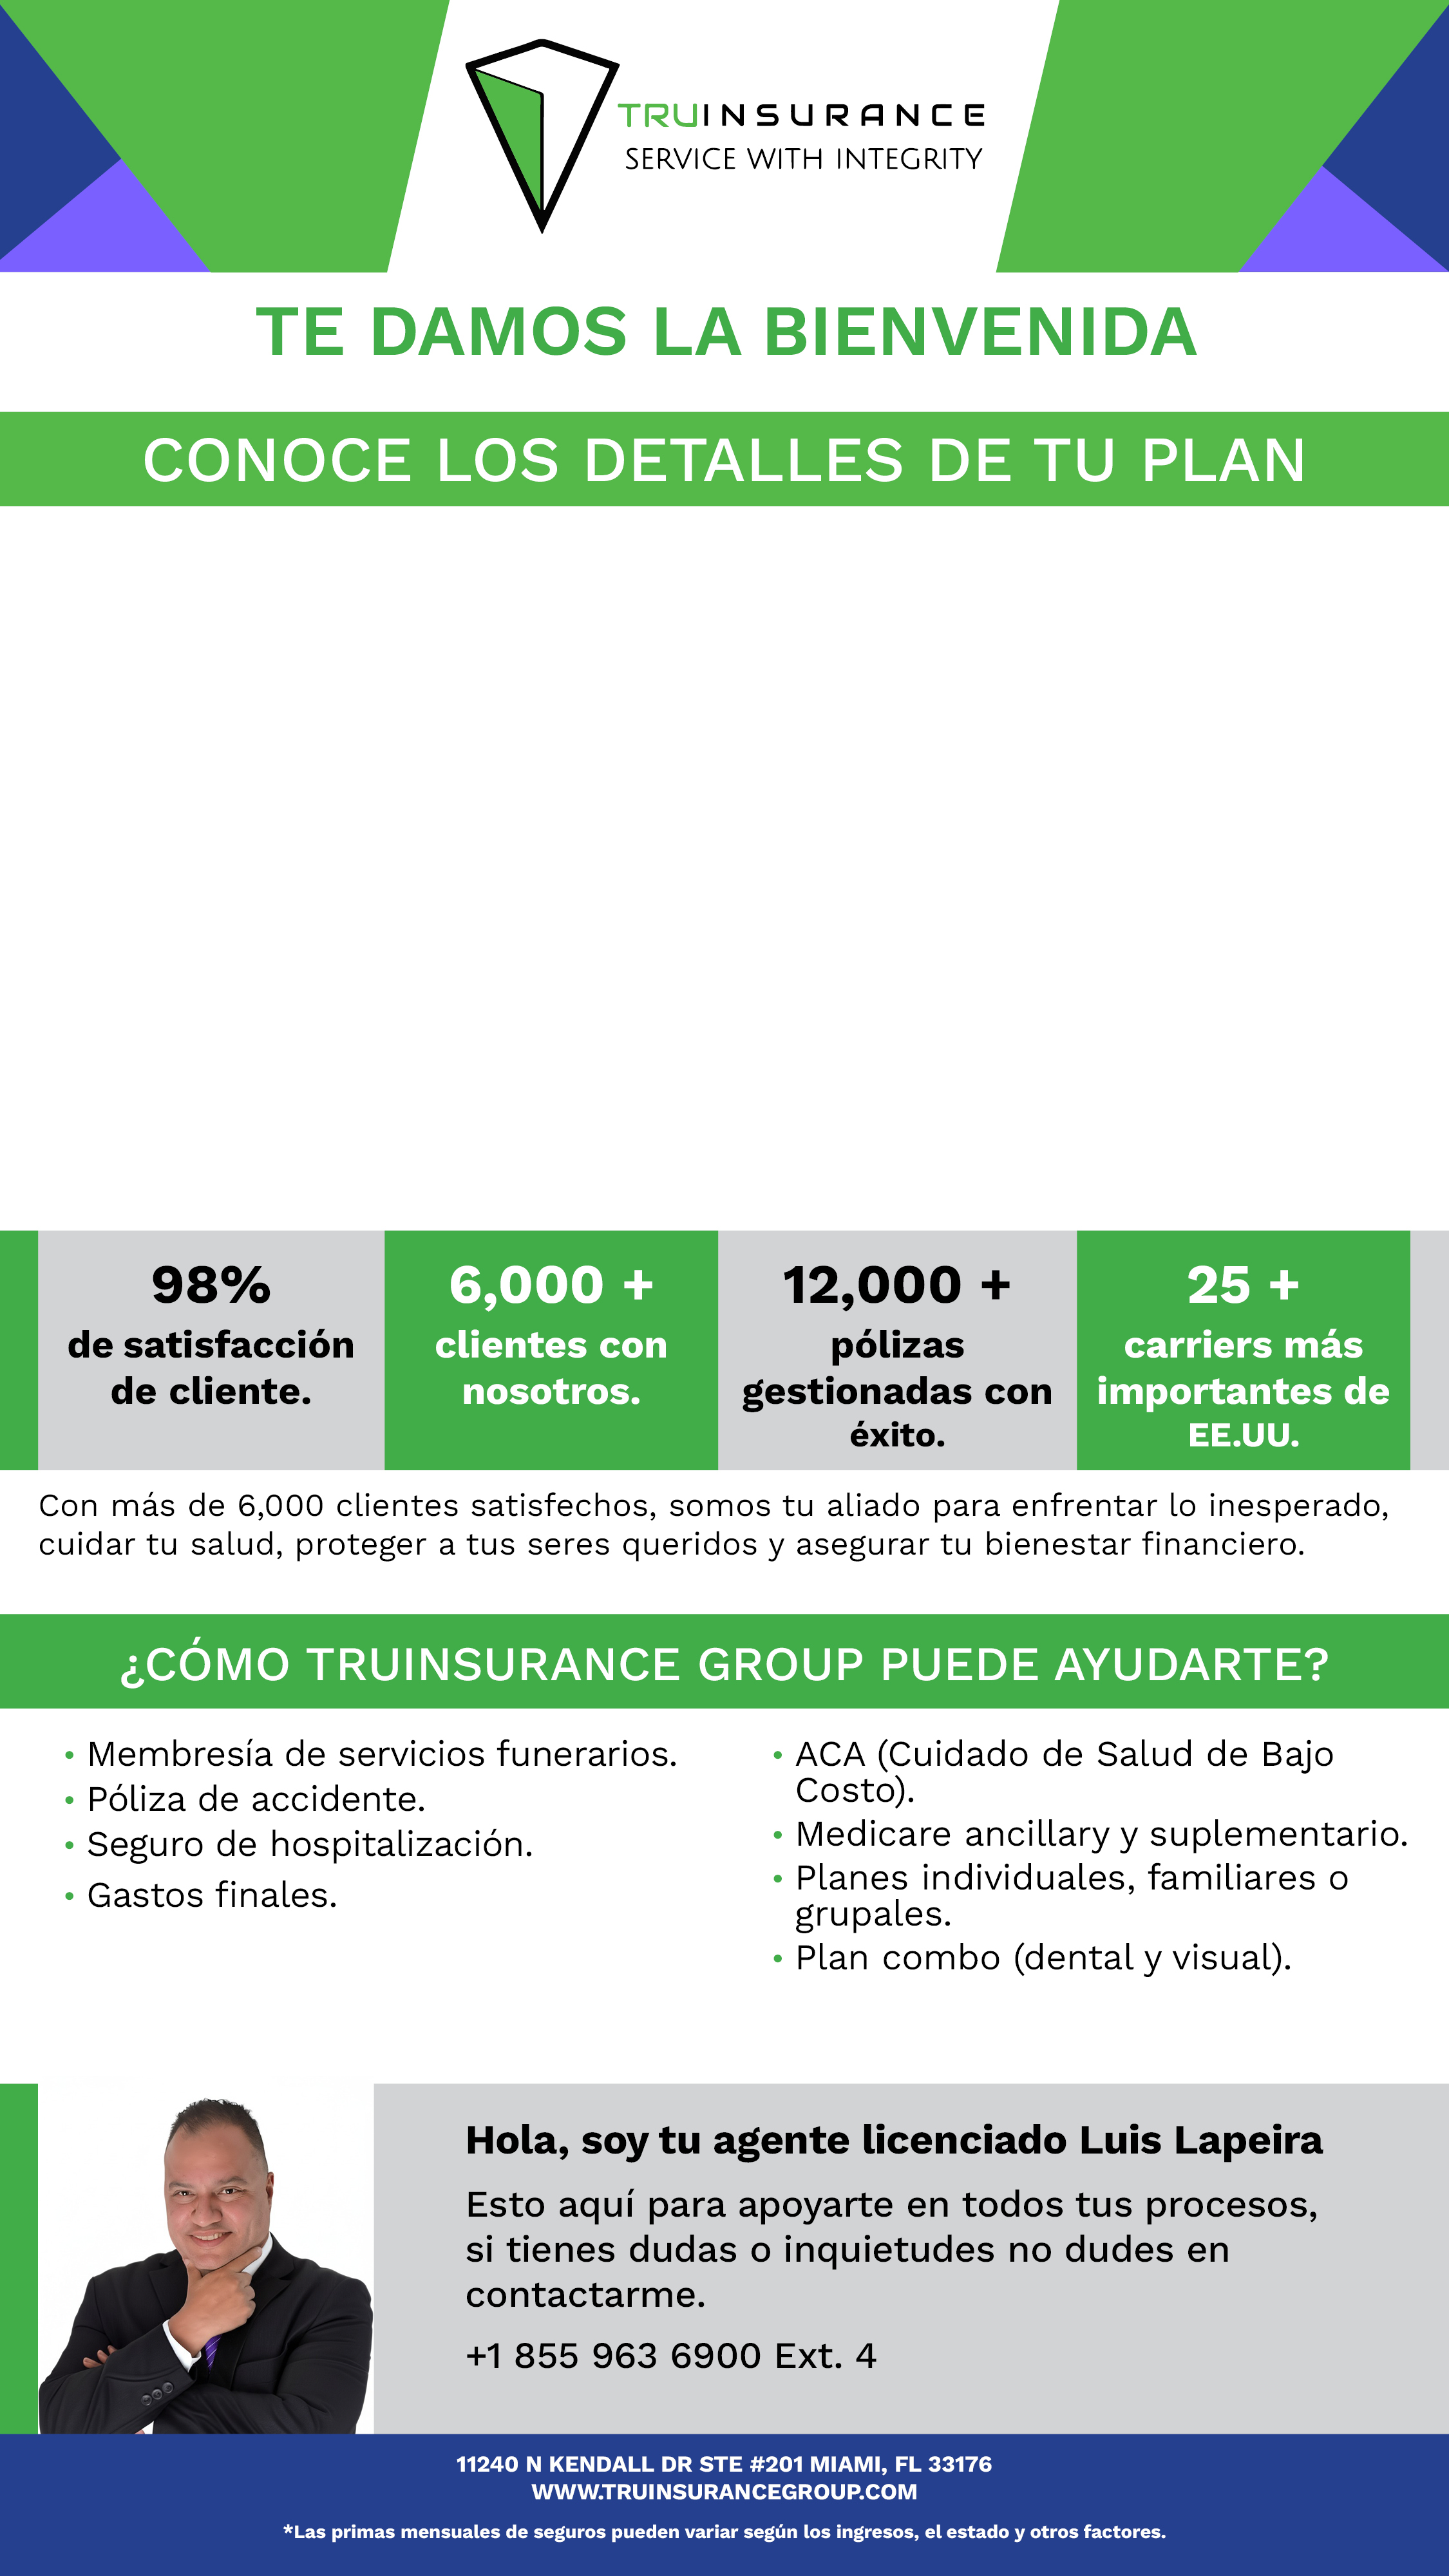 TRUINSURANCE
SERVICE WITH INTEGRITY
TE DAMOS LA BIENVENIDA
CONOCE LOS DETALLES DE TU PLAN
98%
de satisfacción
de cliente.
6,000 +
clientes con
nosotros.
12,000 +
pólizas
gestionadas con
éxito.
25 +
carriers más
importantes de
EE.UU.
Con más de 6,000 clientes satisfechos, somos tu aliado para enfrentar lo inesperado,
cuidar tu salud, proteger a tus seres queridos y asegurar tu bienestar financiero.
¿CÓMO TRUINSURANCE GROUP PUEDE AYUDARTE?
• Membresía de servicios funerarios.
• Póliza de accidente.
• Seguro de hospitalización.
• Gastos finales.
• ACA (Cuidado de Salud de Bajo
Costo).
• Medicare ancillary y suplementario.
• Planes individuales, familiares o
grupales.
• Plan combo (dental y visual).
Hola, soy tu agente licenciado Luis Lapeira
Esto aquí para apoyarte en todos tus procesos,
si tienes dudas o inquietudes no dudes en
contactarme.
+1 855 963 6900 Ext. 4
11240 N KENDALL DR STE #201 MIAMI, FL 33176
WWW.TRUINSURANCEGROUP.COM
*Las primas mensuales de seguros pueden variar según los ingresos, el estado y otros factores.